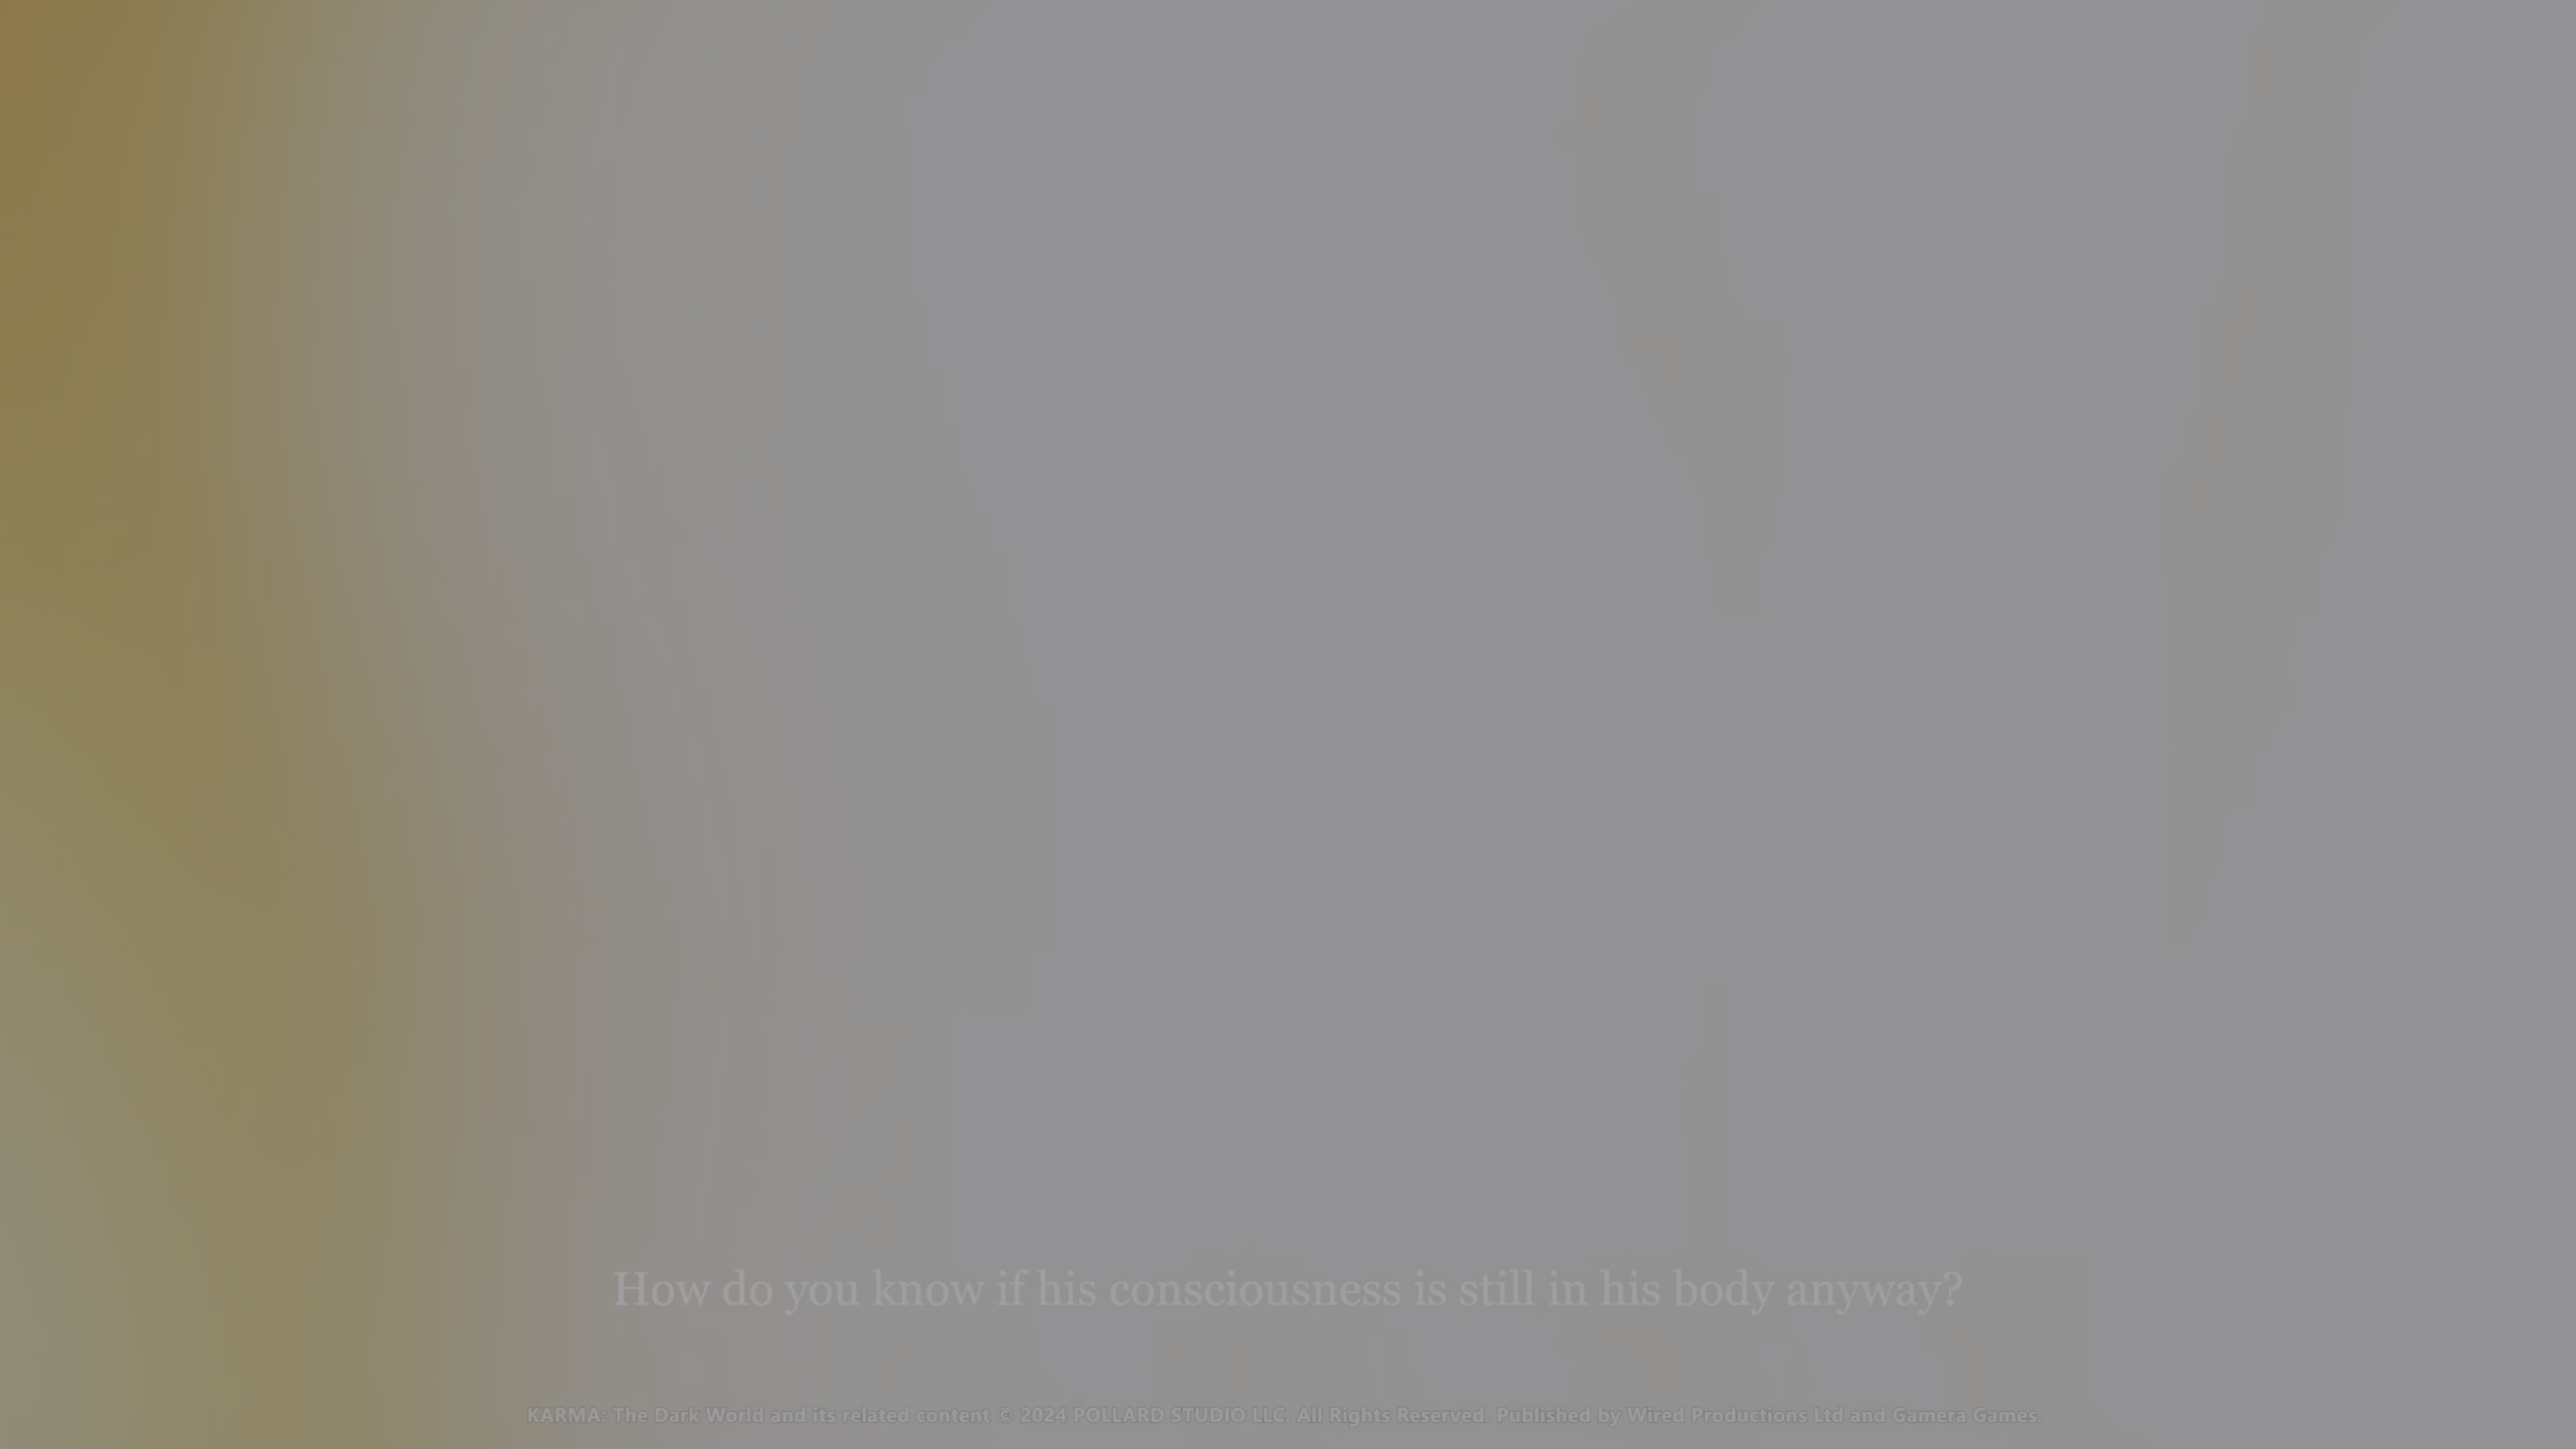 How do you know if his consciousness is still in his body anyway?
KARMA: The Dark World and its related content © 2024 POLLARD STUDIO LLC. All Rights Reserved. Published by Wired Productions Ltd and Gamera Games.